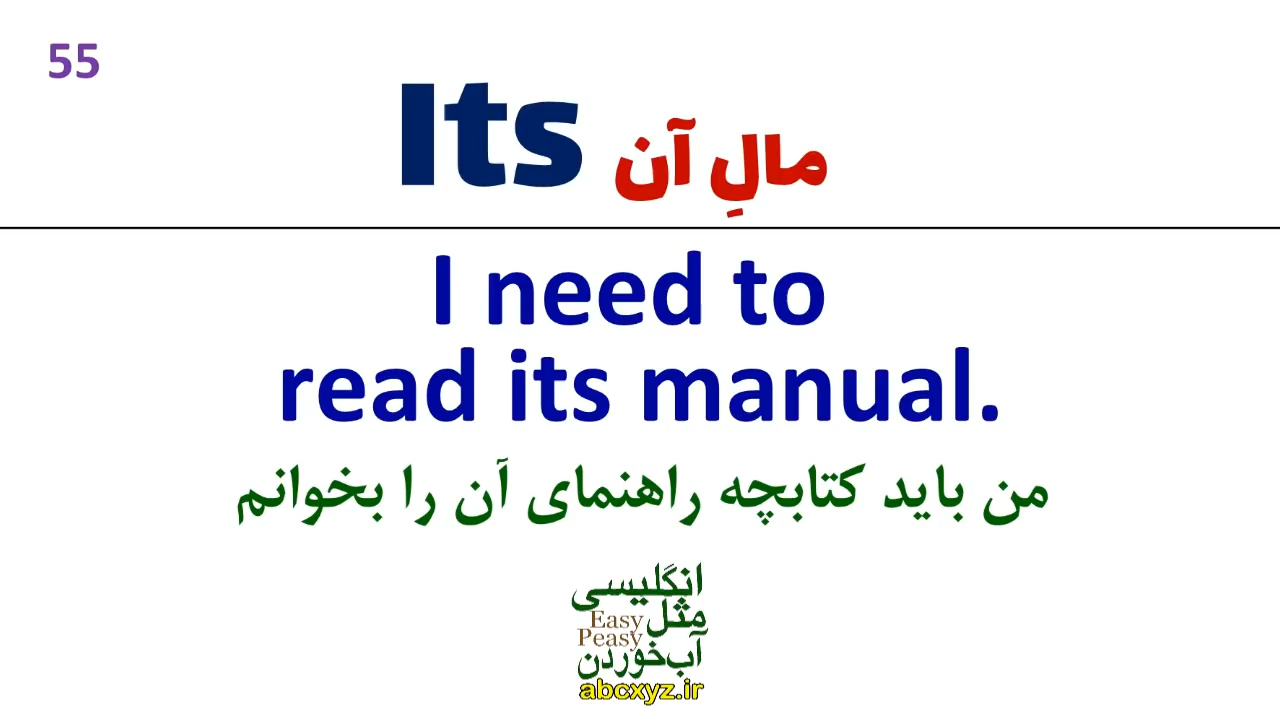 55
Its مالِ آن
I need to
read its manual.
من باید کتابچه راهنمای آن را بخوانم
انگلیسی
مثل Easy
Peasy
آب‌خوردن
abcxyz.ir